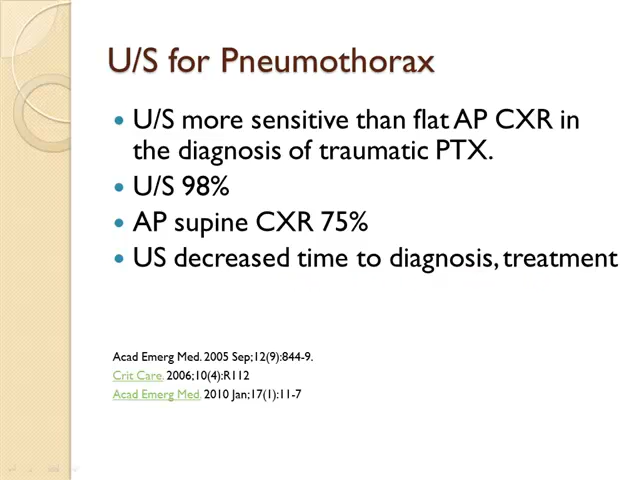 U/S for Pneumothorax
• U/S more sensitive than flat AP CXR in
the diagnosis of traumatic PTX.
• U/S 98%
• AP supine CXR 75%
• US decreased time to diagnosis, treatment
Acad Emerg Med. 2005 Sep;12(9):844-9.
Crit Care. 2006;10(4):R112
Acad Emerg Med. 2010 Jan;17(1):11-7